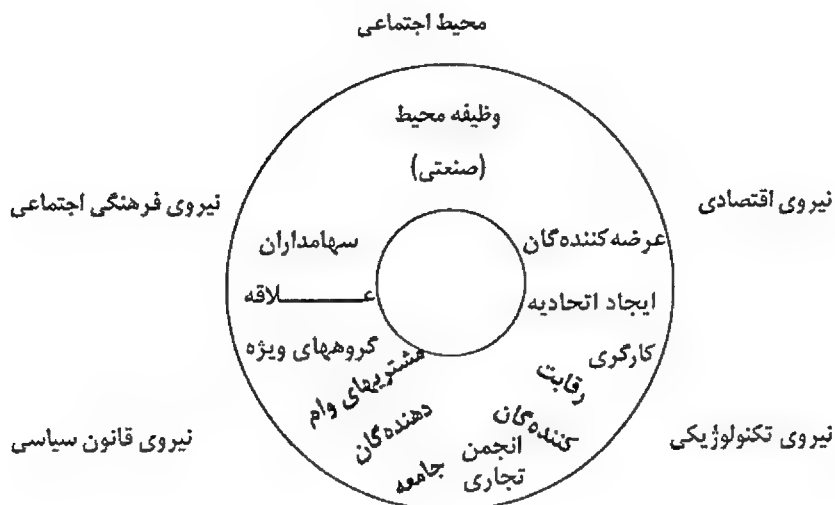 محیط اجتماعی
وظیفه محیط
(صنعتی)
نیروی اقتصادی
نیروی فرهنگی اجتماعی
عرضه‌کننده‌گان
سهامداران
ایجاد اتحادیه
عـــــلاقه
کارگری
گروههای ویژه
رقابت
کننده‌گان
مشتریهای وام
دهنده‌گان
انجمن
تجاری
جامعه
نیروی تکنولوژیکی
نیروی قانون سیاسی